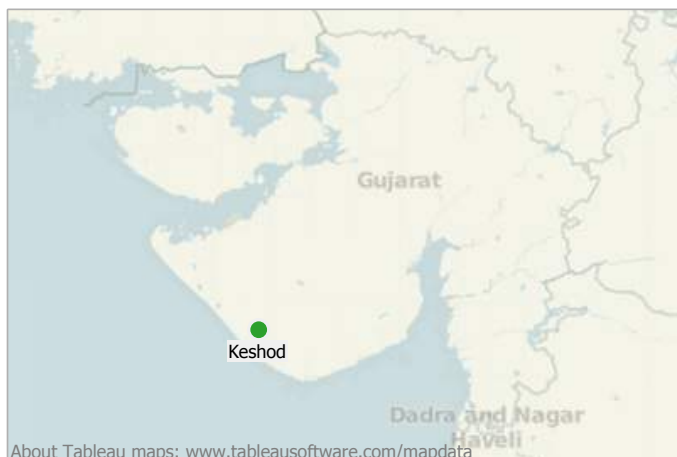 Gujarat
Keshod
Dadra and Nagar
Haveli
About Tableau maps: www.tableausoftware.com/mapdata